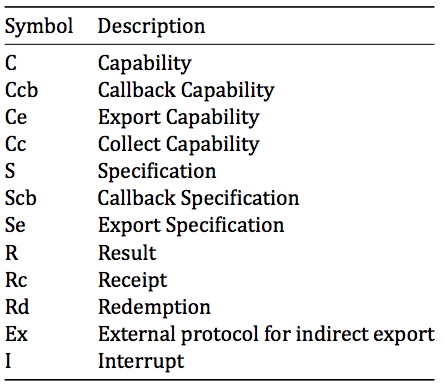 Symbol Description
C Capability
Ccb Callback Capability
Ce Export Capability
Cc Collect Capability
S Specification
Scb Callback Specification
Se Export Specification
R Result
Rc Receipt
Rd Redemption
Ex External protocol for indirect export
I Interrupt